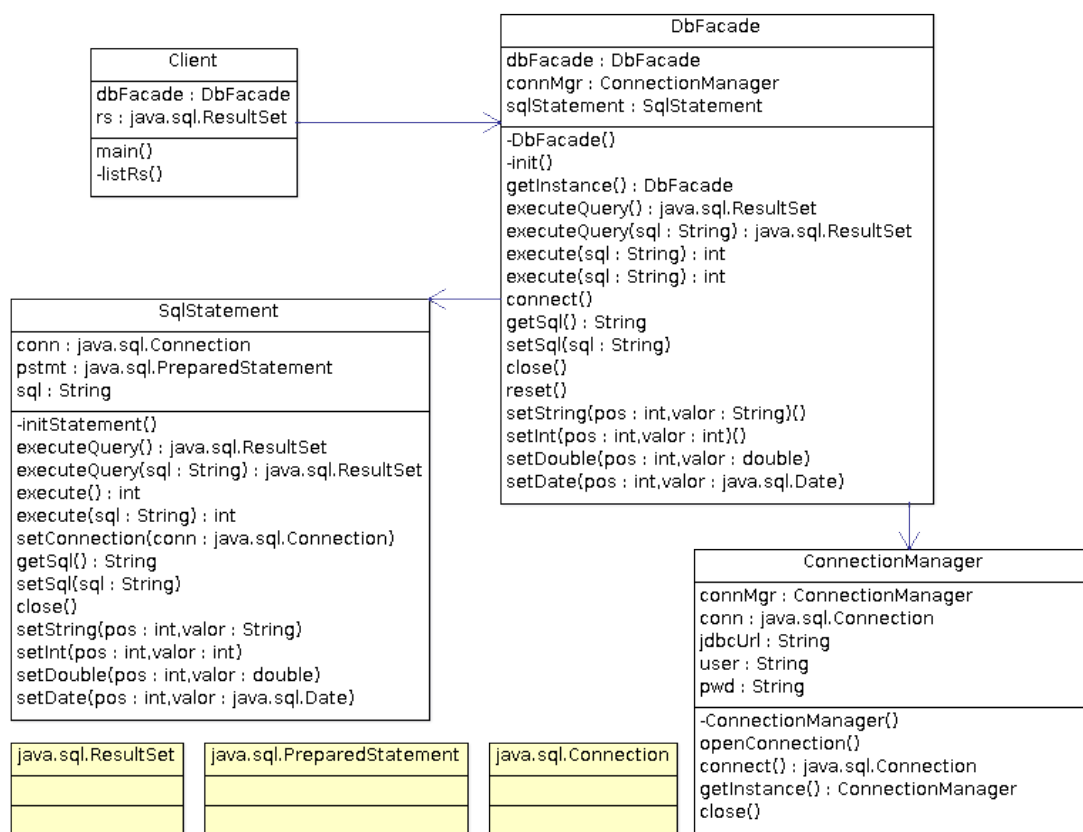 Client
dbFacade : DbFacade
rs : java.sql.ResultSet
main()
-listRs()
DbFacade
dbFacade : DbFacade
connMgr : ConnectionManager
sqlStatement : SqlStatement
-DbFacade()
-init()
getInstance() : DbFacade
executeQuery() : java.sql.ResultSet
executeQuery(sql : String) : java.sql.ResultSet
execute(sql : String) : int
execute(sql : String) : int
connect()
getSql() : String
setSql(sql : String)
close()
reset()
setString(pos : int,valor : String)()
setInt(pos : int,valor : int)()
setDouble(pos : int,valor : double)
setDate(pos : int,valor : java.sql.Date)
SqlStatement
conn : java.sql.Connection
pstmt : java.sql.PreparedStatement
sql : String
-initStatement()
executeQuery() : java.sql.ResultSet
executeQuery(sql : String) : java.sql.ResultSet
execute() : int
execute(sql : String) : int
setConnection(conn : java.sql.Connection)
getSql() : String
setSql(sql : String)
close()
setString(pos : int,valor : String)
setInt(pos : int,valor : int)
setDouble(pos : int,valor : double)
setDate(pos : int,valor : java.sql.Date)
ConnectionManager
connMgr : ConnectionManager
conn : java.sql.Connection
jdbcUrl : String
user : String
pwd : String
-ConnectionManager()
openConnection()
connect() : java.sql.Connection
getInstance() : ConnectionManager
close()
java.sql.ResultSet
java.sql.PreparedStatement
java.sql.Connection